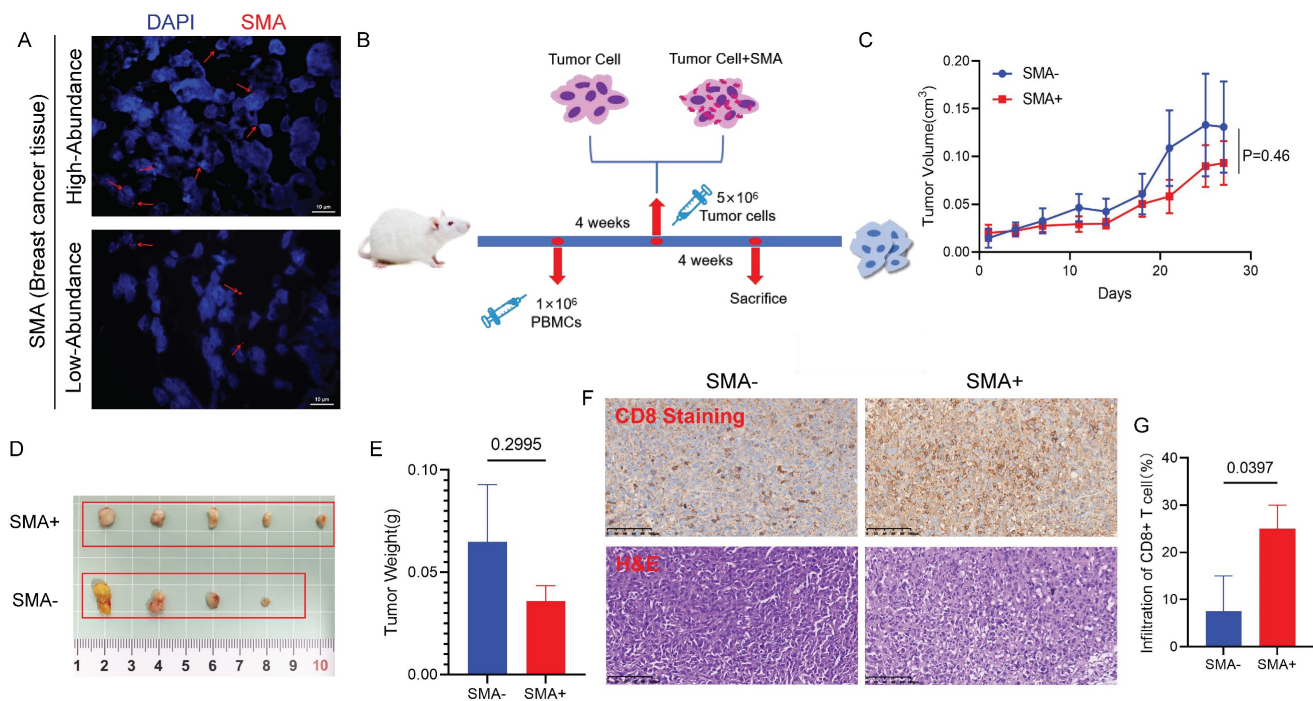 A
DAPI SMA
SMA (Breast cancer tissue)
High-Abundance
Low-Abundance
10 μm
10 μm
B
Tumor Cell
Tumor Cell+SMA
5×10⁶
Tumor cells
4 weeks
4 weeks
1×10⁶
PBMCs
Sacrifice
C
SMA-
SMA+
Tumor Volume(cm³)
0.20
0.15
0.10
0.05
0.00
0 10 20 30
Days
P=0.46
D
SMA+
SMA-
1 2 3 4 5 6 7 8 9 10
E
0.2995
Tumor Weight(g)
0.10
0.05
0.00
SMA- SMA+
F
SMA- SMA+
CD8 Staining
H&E
G
0.0397
Infiltration of CD8+ T cell(%)
40
30
20
10
0
SMA- SMA+